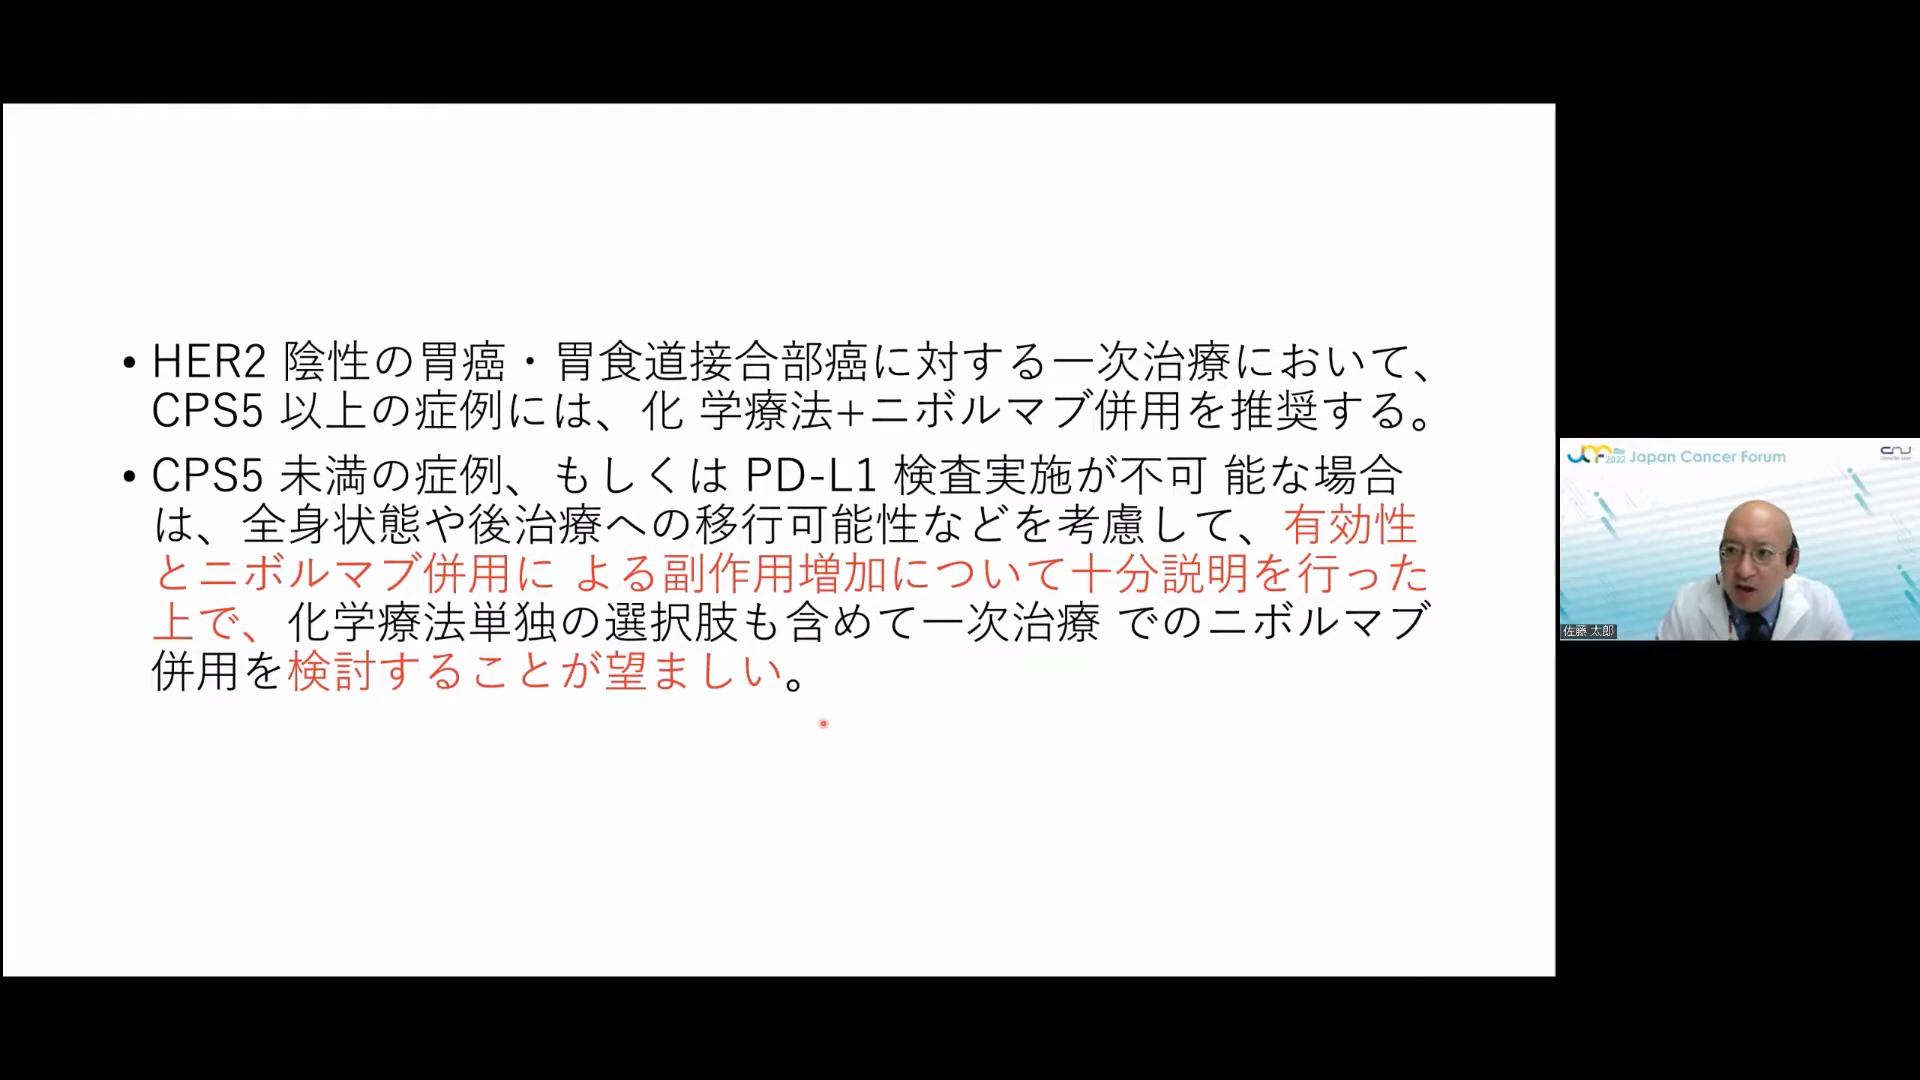 • HER2 陰性の胃癌・胃食道接合部癌に対する一次治療において、
CPS5 以上の症例には、化 学療法+ニボルマブ併用を推奨する。
• CPS5 未満の症例、もしくは PD-L1 検査実施が不可 能な場合
は、全身状態や後治療への移行可能性などを考慮して、有効性
とニボルマブ併用に よる副作用増加について十分説明を行った
上で、化学療法単独の選択肢も含めて一次治療 でのニボルマブ
併用を検討することが望ましい。
2022 Japan Cancer Forum
佐藤 太郎